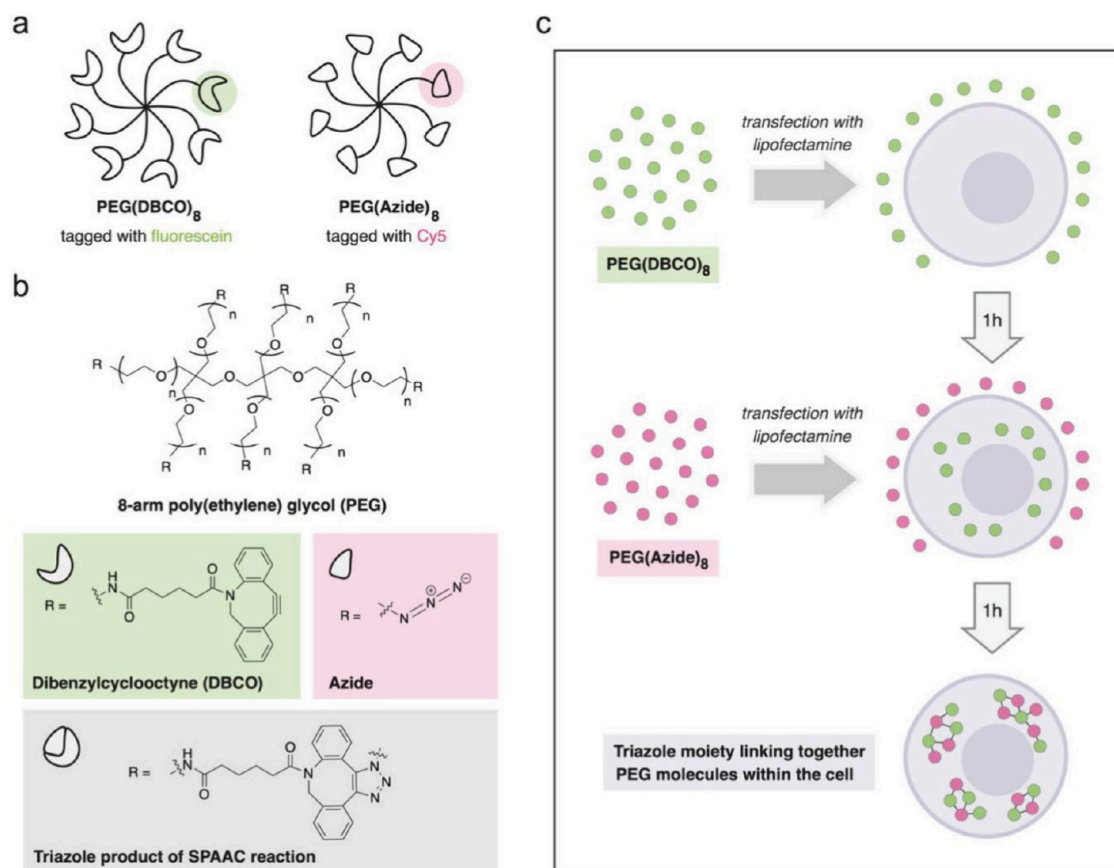 a
PEG(DBCO)8
tagged with fluorescein
PEG(Azide)8
tagged with Cy5
b
R
R
R
n
n
n
O
O
O
R
O
n
O
O
O
R
n
O
O
O
n
n
n
R
R
R
8-arm poly(ethylene) glycol (PEG)
R =
H
N
O
O
N
Dibenzylcyclooctyne (DBCO)
R =
N
N
N
Azide
R =
H
N
O
O
N
N
N
N
Triazole product of SPAAC reaction
c
transfection with
lipofectamine
PEG(DBCO)8
1h
transfection with
lipofectamine
PEG(Azide)8
1h
Triazole moiety linking together
PEG molecules within the cell